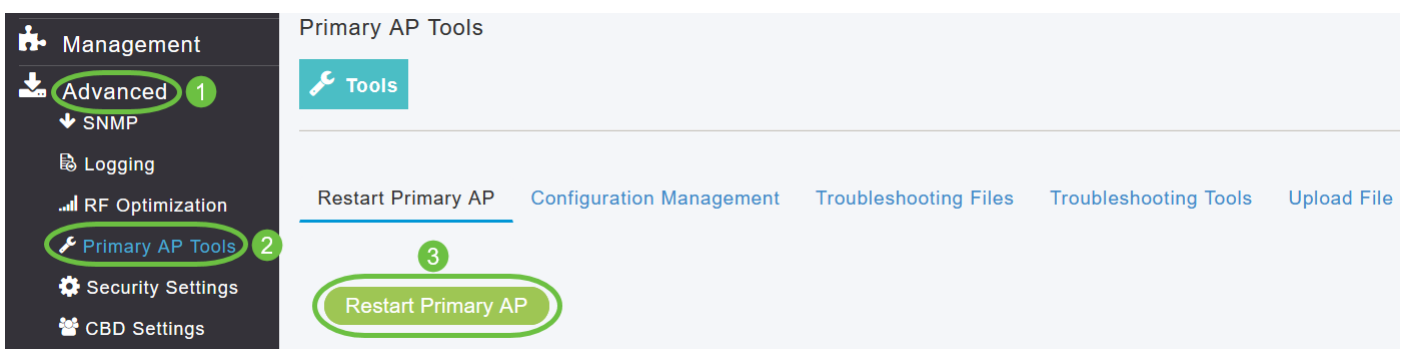 Management
Advanced 1
SNMP
Logging
RF Optimization
Primary AP Tools 2
Security Settings
CBD Settings
Primary AP Tools
Tools
Restart Primary AP Configuration Management Troubleshooting Files Troubleshooting Tools Upload File
3
Restart Primary AP